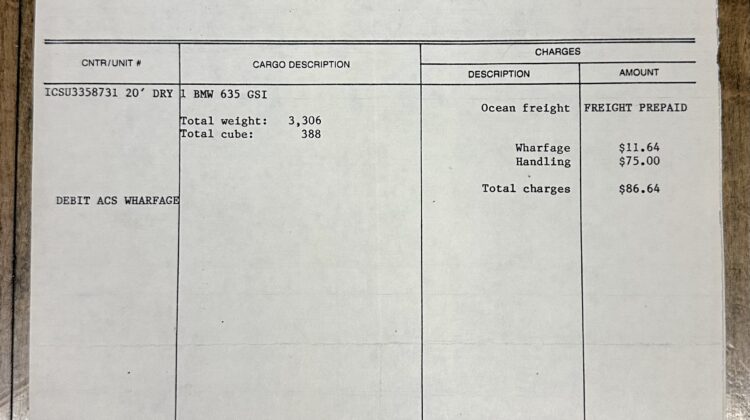 CHARGES
CNTR/UNIT # CARGO DESCRIPTION
DESCRIPTION AMOUNT
ICSU3358731 20' DRY 1 BMW 635 GSI
Ocean freight FREIGHT PREPAID
Total weight: 3,306
Total cube: 388
Wharfage $11.64
Handling $75.00
Total charges $86.64
DEBIT ACS WHARFAGE